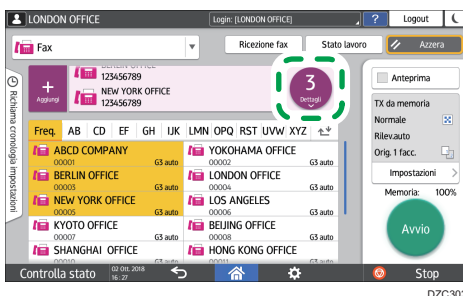 LONDON OFFICE
Login: [LONDON OFFICE]
?
Logout
Fax
Ricezione fax
Stato lavoro
Azzera
Richiama cronologia impostazioni
+
Aggiungi
BERLIN OFFICE
123456789
NEW YORK OFFICE
123456789
3
Dettagli
Anteprima
TX da memoria
Normale
Rilev.auto
Orig. 1 facc.
Impostazioni
Memoria: 100%
Avvio
Freq. AB CD EF GH IJK LMN OPQ RST UVW XYZ
ABCD COMPANY
00001 G3 auto
YOKOHAMA OFFICE
00002 G3 auto
BERLIN OFFICE
00003 G3 auto
LONDON OFFICE
00004 G3 auto
NEW YORK OFFICE
00005 G3 auto
LOS ANGELES
00006 G3 auto
KYOTO OFFICE
00007 G3 auto
BEIJING OFFICE
00008 G3 auto
SHANGHAI OFFICE
HONG KONG OFFICE
Controlla stato
02 Ott. 2018
16:27
Stop